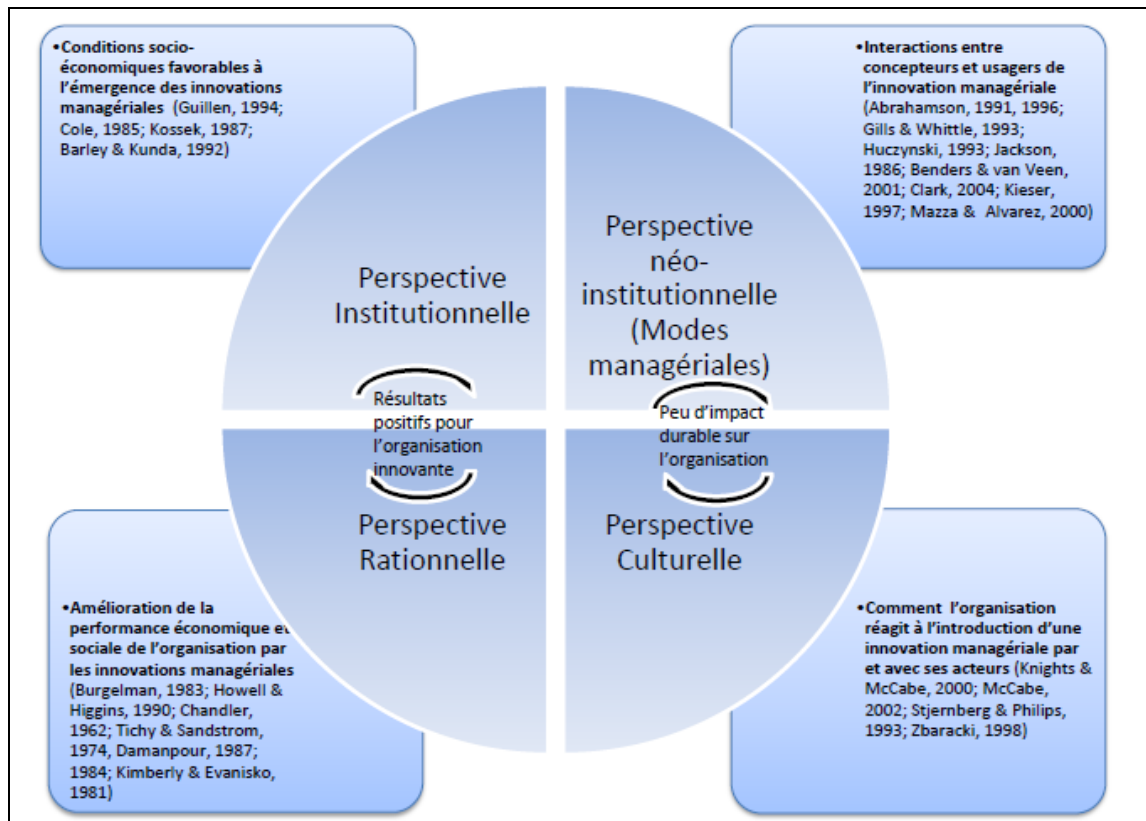 •Conditions socio-
économiques favorables à
l'émergence des innovations
managériales (Guillen, 1994;
Cole, 1985; Kossek, 1987;
Barley & Kunda, 1992)
•Interactions entre
concepteurs et usagers de
l'innovation managériale
(Abrahamson, 1991, 1996;
Gills & Whittle, 1993;
Huczynski, 1993; Jackson,
1986; Benders & van Veen,
2001; Clark, 2004; Kieser,
1997; Mazza & Alvarez, 2000)
Perspective
Institutionnelle
Perspective
néo-
institutionnelle
(Modes
managériales)
Résultats
positifs pour
l'organisation
innovante
Peu d'impact
durable sur
l'organisation
Perspective
Rationnelle
Perspective
Culturelle
•Amélioration de la
performance économique et
sociale de l'organisation par
les innovations managériales
(Burgelman, 1983; Howell &
Higgins, 1990; Chandler,
1962; Tichy & Sandstrom,
1974, Damanpour, 1987;
1984; Kimberly & Evanisko,
1981)
•Comment l'organisation
réagit à l'introduction d'une
innovation managériale par
et avec ses acteurs (Knights &
McCabe, 2000; McCabe,
2002; Stjernberg & Philips,
1993; Zbaracki, 1998)